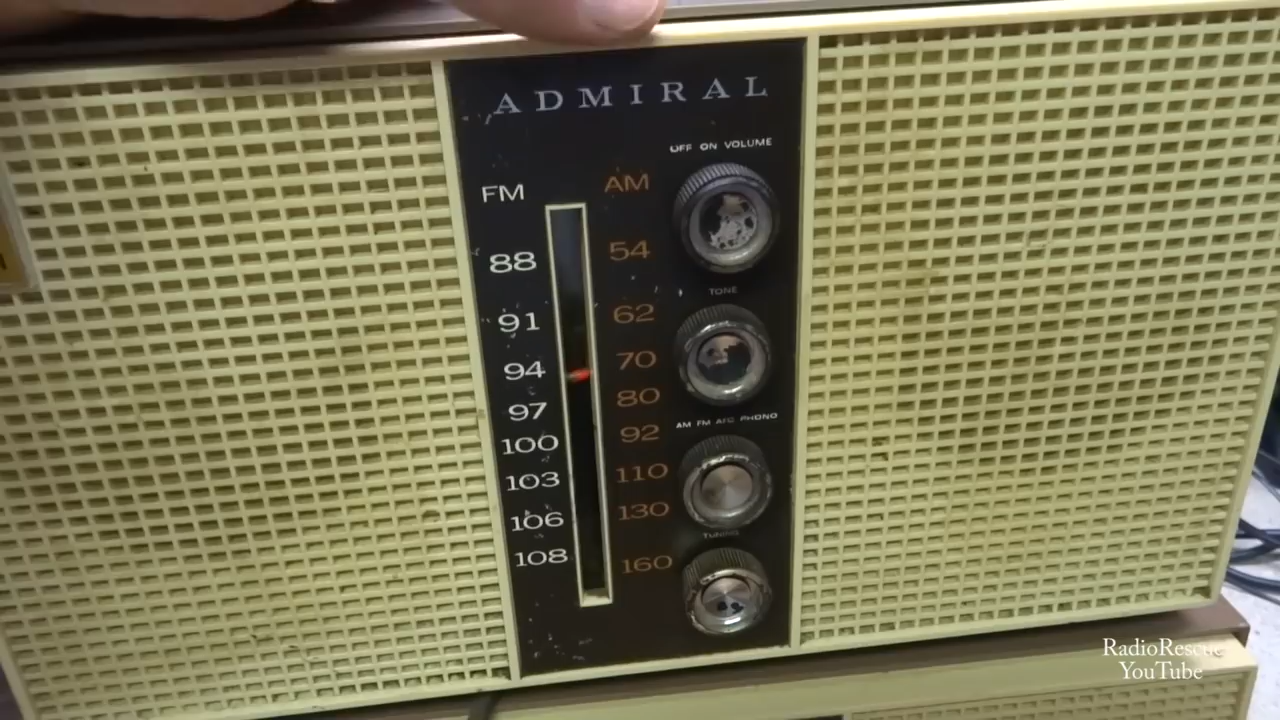 ADMIRAL
OFF ON VOLUME
FM AM
88 54
91 62
94 70
97 80
100 92
103 110
106 130
108 160
TONE
AM FM AFC PHONO
TUNING
RadioRescue
YouTube